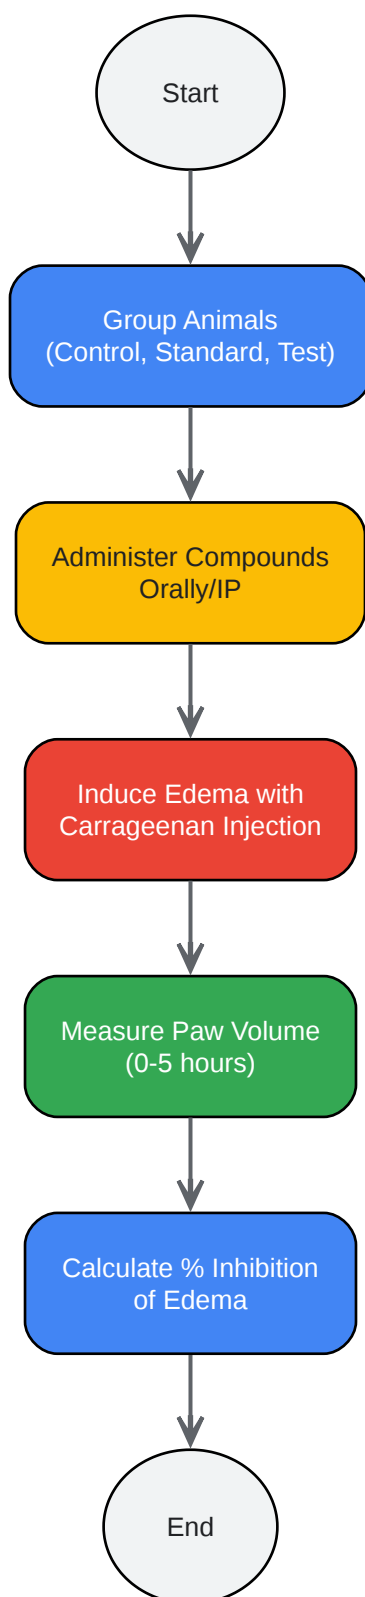 Start
Group Animals
(Control, Standard, Test)
Administer Compounds
Orally/IP
Induce Edema with
Carrageenan Injection
Measure Paw Volume
(0-5 hours)
Calculate % Inhibition
of Edema
End